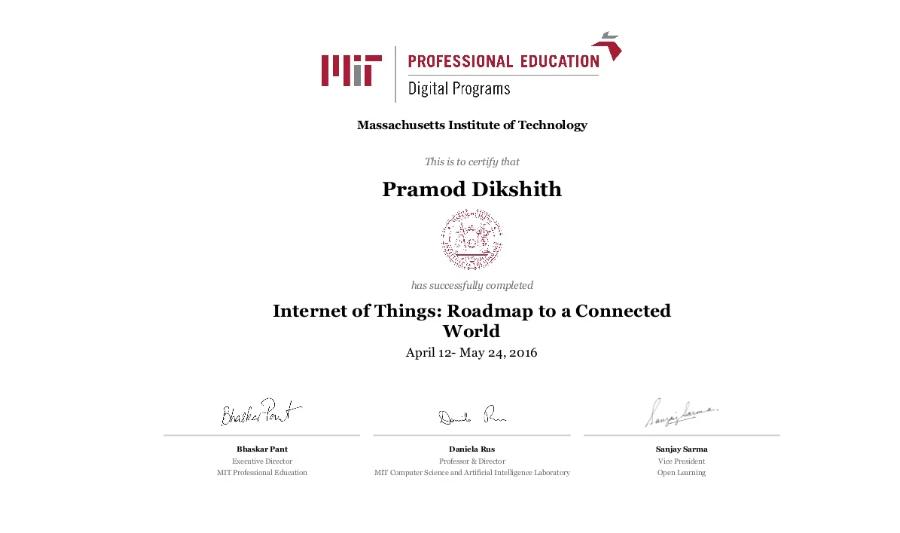 MIT PROFESSIONAL EDUCATION
Digital Programs
Massachusetts Institute of Technology
This is to certify that
Pramod Dikshith
has successfully completed
Internet of Things: Roadmap to a Connected
World
April 12- May 24, 2016
Bhaskar Pant
Daniela Rus
Sanjay Sarma
Bhaskar Pant
Executive Director
MIT Professional Education
Daniela Rus
Professor & Director
MIT Computer Science and Artificial Intelligence Laboratory
Sanjay Sarma
Vice President
Open Learning